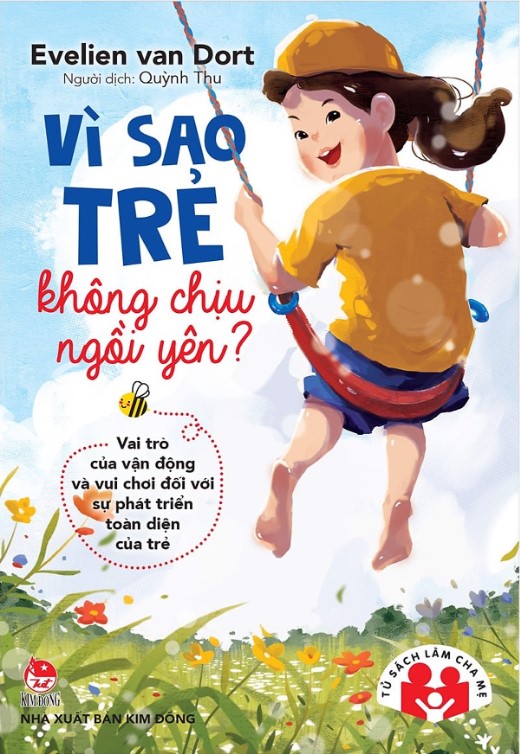 Evelien van Dort
Người dịch: Quỳnh Thu
VÌ SAO
TRẺ
không chịu
ngồi yên?
Vai trò
của vận động
và vui chơi đối với
sự phát triển
toàn diện
của trẻ
TỦ SÁCH LÀM CHA MẸ
KIM ĐỒNG
NHÀ XUẤT BẢN KIM ĐỒNG